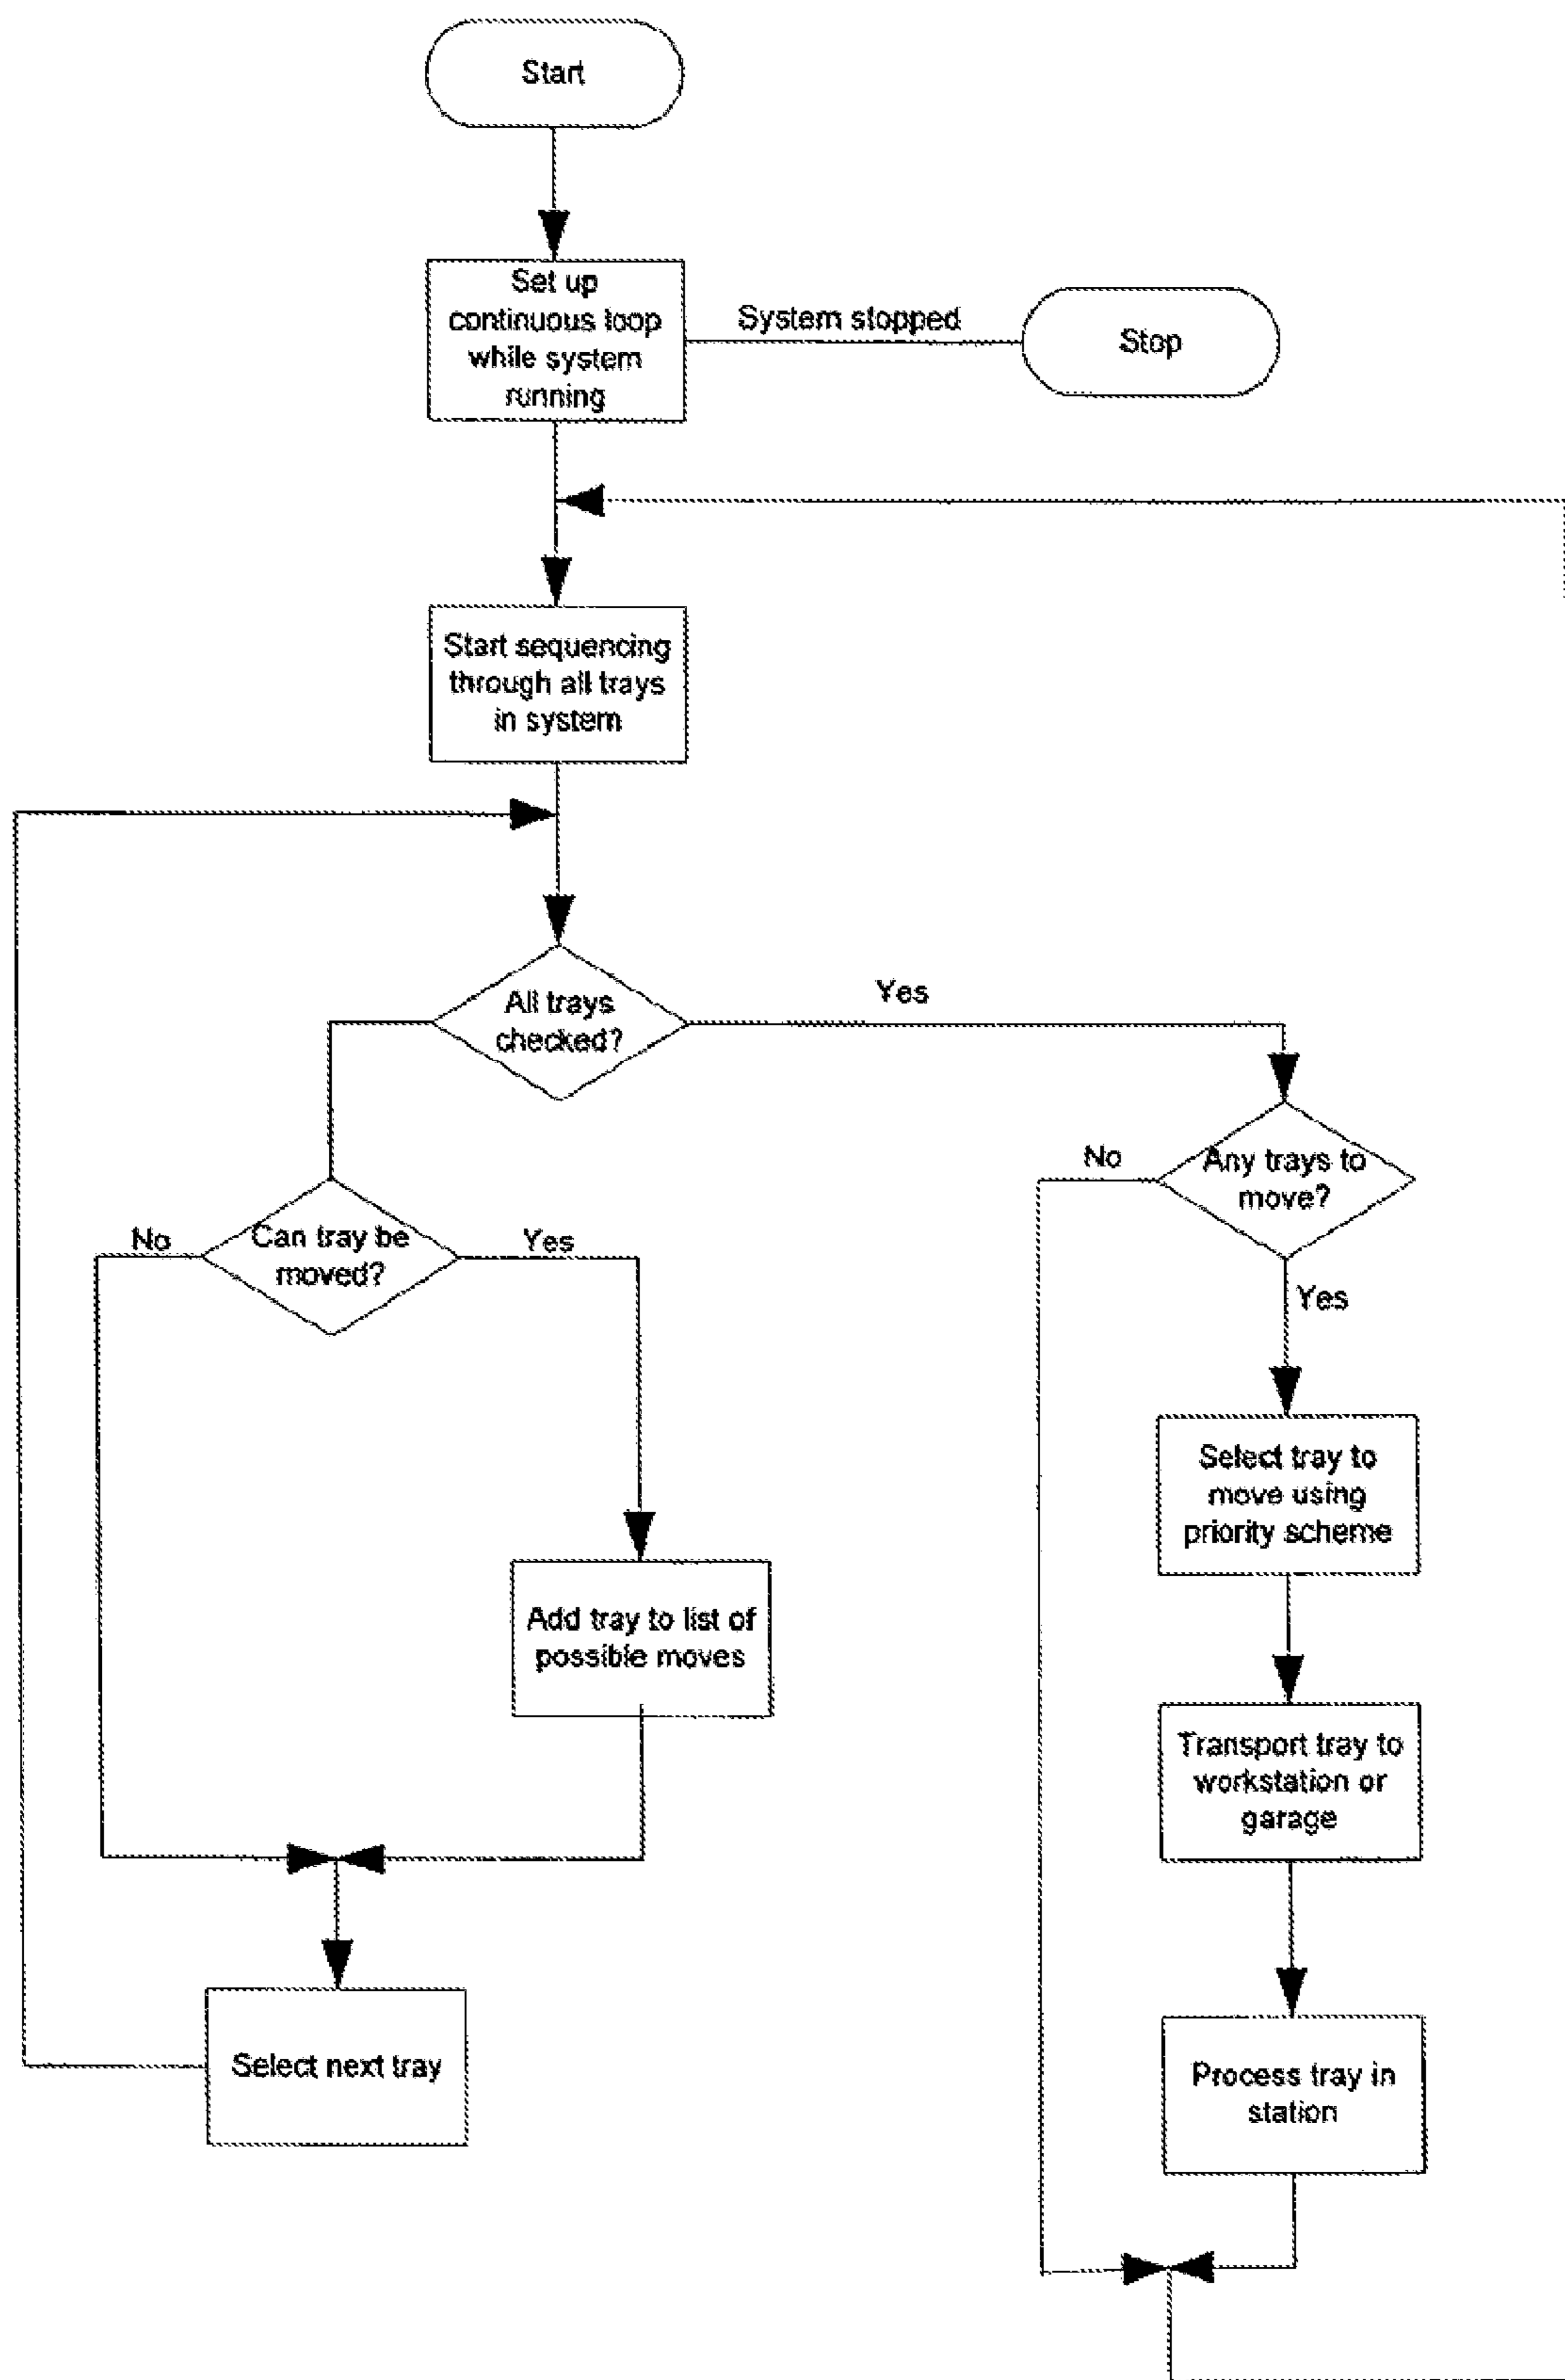 Start
Set up
continuous loop
while system
running
System stopped
Stop
Start sequencing
through all trays
in system
All trays
checked?
Yes
Any trays to
move?
No
Yes
Can tray be
moved?
No
Yes
Add tray to list of
possible moves
Select next tray
Select tray to
move using
priority scheme
Transport tray to
workstation or
garage
Process tray in
station